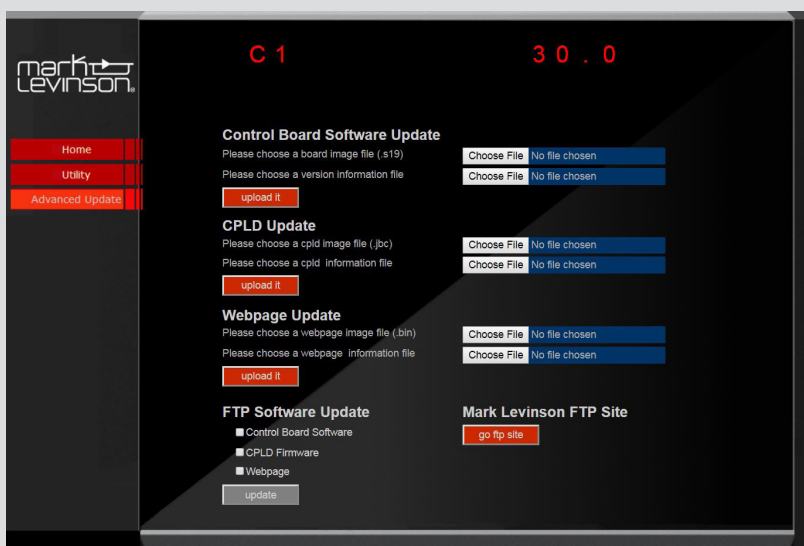 mark
Levinson®
C1 30.0
Home
Utility
Advanced Update
Control Board Software Update
Please choose a board image file (.s19) Choose File No file chosen
Please choose a version information file Choose File No file chosen
upload it
CPLD Update
Please choose a cpld image file (.jbc) Choose File No file chosen
Please choose a cpld information file Choose File No file chosen
upload it
Webpage Update
Please choose a webpage image file (.bin) Choose File No file chosen
Please choose a webpage information file Choose File No file chosen
upload it
FTP Software Update
Control Board Software
CPLD Firmware
Webpage
update
Mark Levinson FTP Site
go ftp site